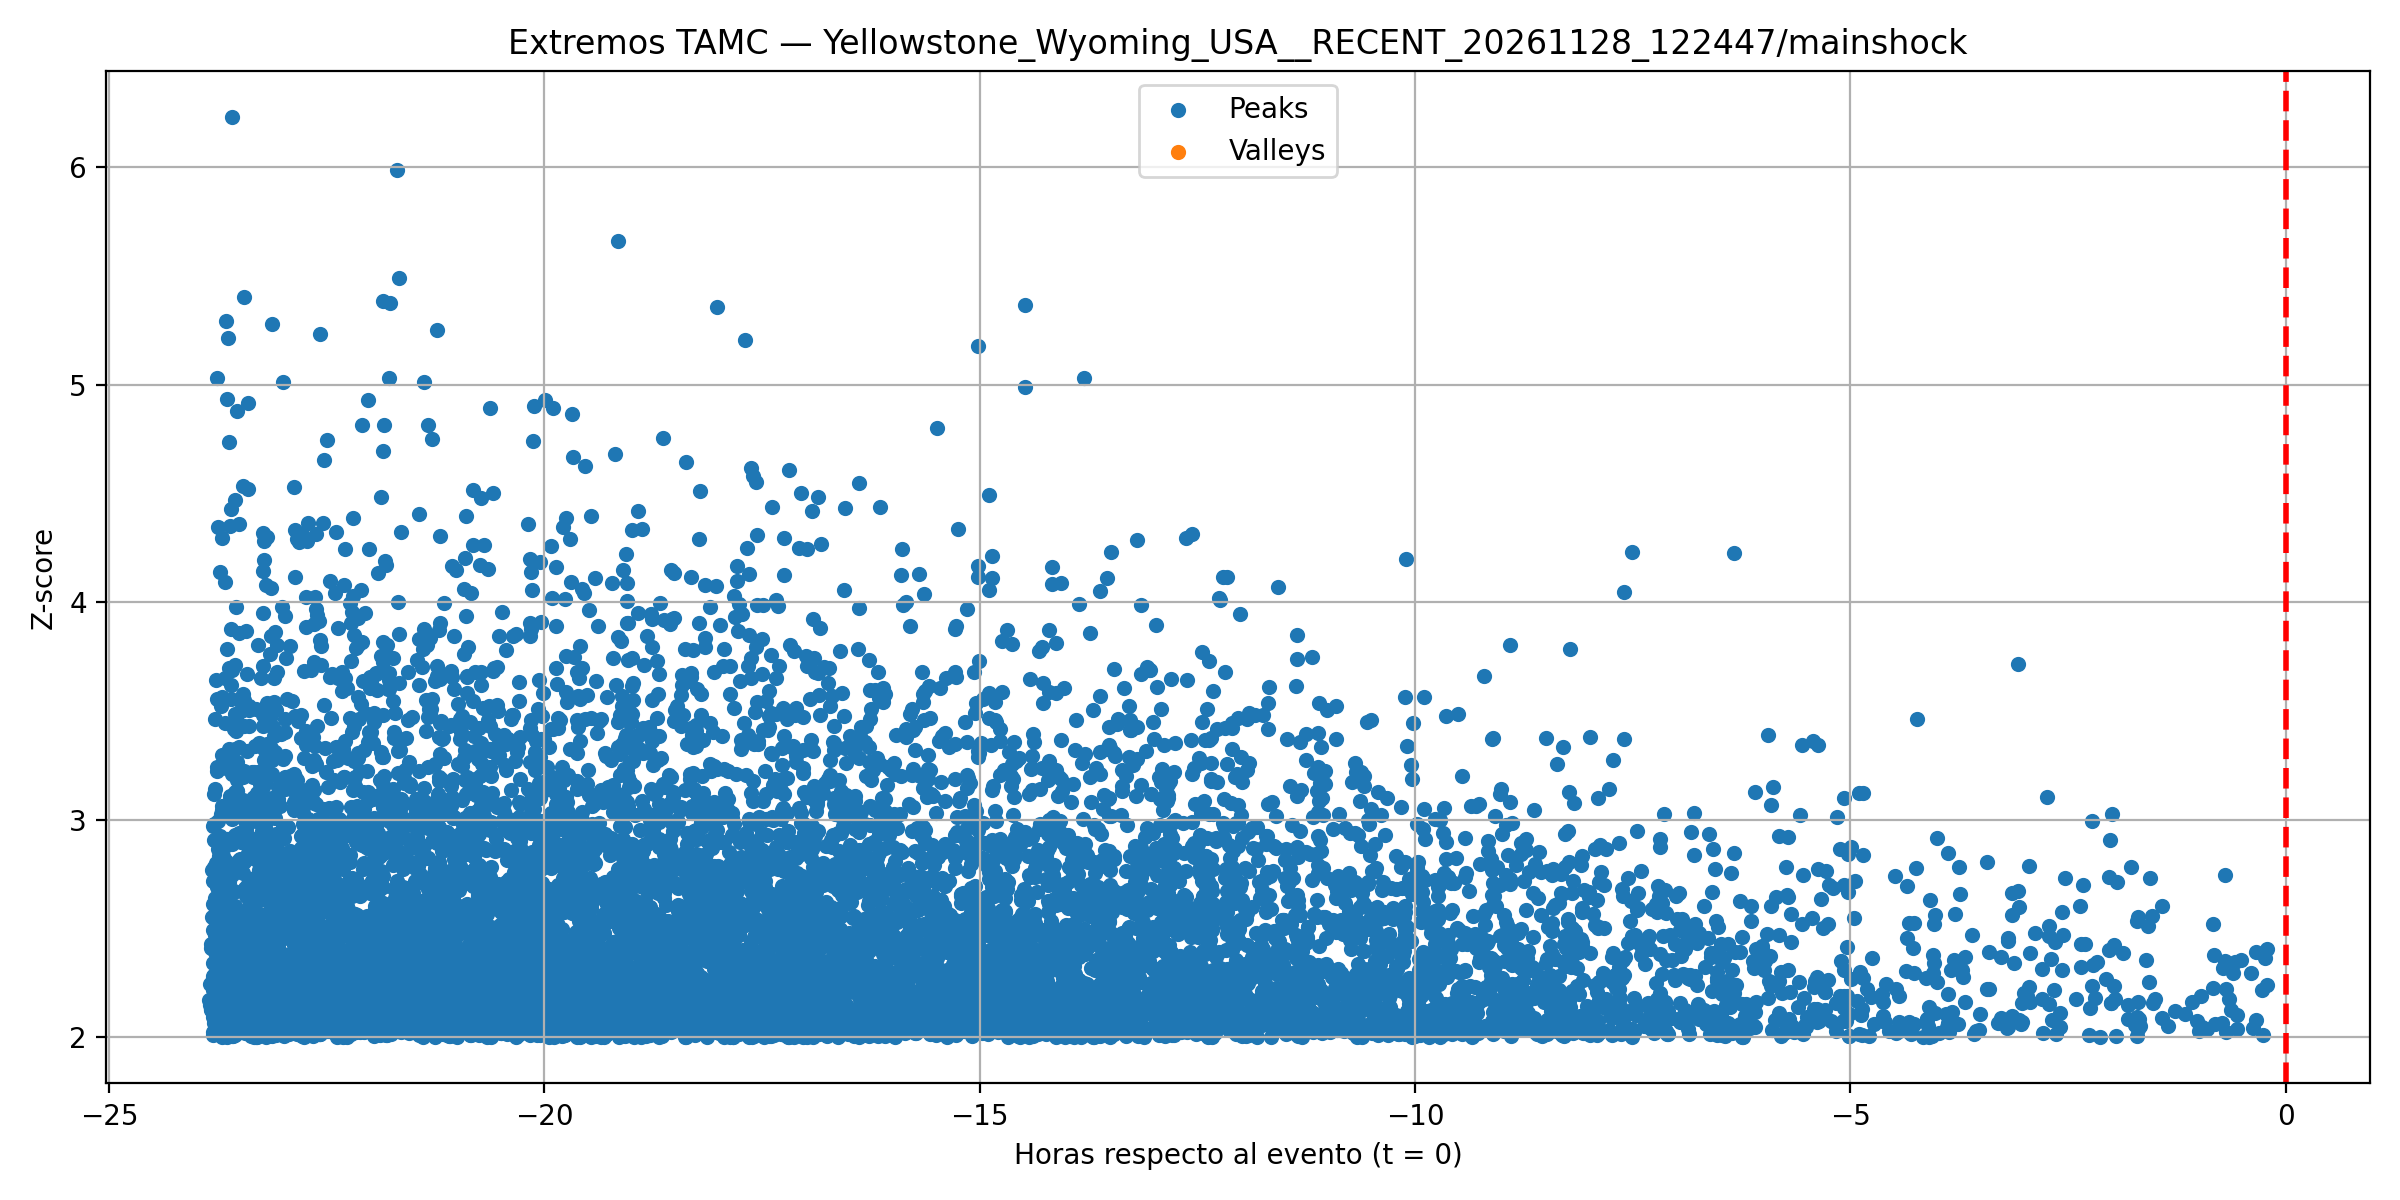 Extremos TAMC — Yellowstone_Wyoming_USA__RECENT_20261128_122447/mainshock
Peaks
Valleys
6
5
4
3
2
Z-score
−25
−20
−15
−10
−5
0
Horas respecto al evento (t = 0)